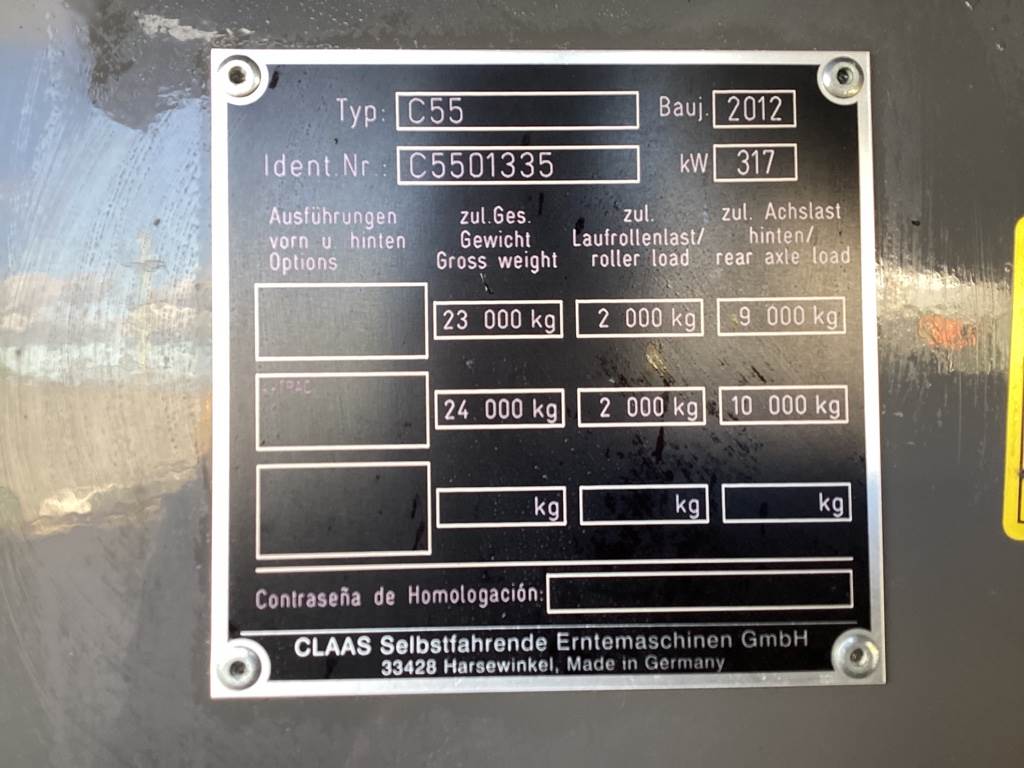 Typ: C55 Bauj. 2012
Ident.Nr.: C5501335 kW 317
Ausführungen zul.Ges. zul. zul. Achslast
vorn u. hinten Gewicht Laufrollenlast/ hinten/
Options Gross weight roller load rear axle load
23 000 kg 2 000 kg 9 000 kg
24 000 kg 2 000 kg 10 000 kg
kg kg kg
Contraseña de Homologación:
CLAAS Selbstfahrende Erntemaschinen GmbH
33428 Harsewinkel, Made in Germany